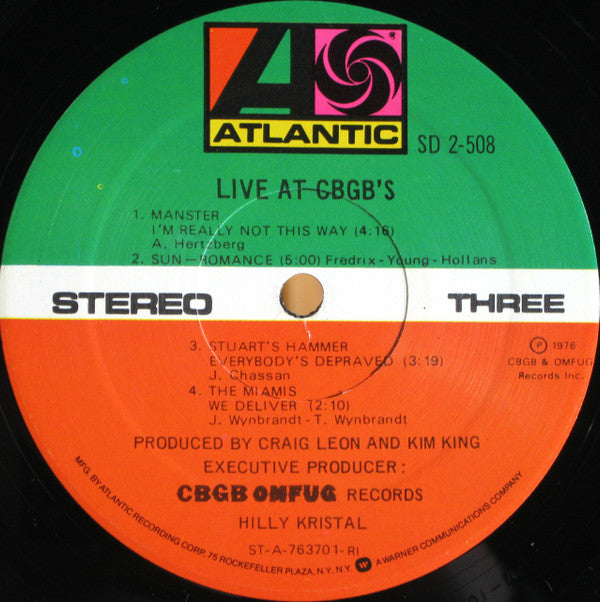 ATLANTIC
SD 2-508
LIVE AT CBGB'S
1. MANSTER
I'M REALLY NOT THIS WAY (4:16)
A. Hertzberg
2. SUN—ROMANCE (5:00) Fredrix-Young-Hollans
STEREO THREE
3. STUART'S HAMMER
EVERYBODY'S DEPRAVED (3:19)
J. Chassan
Ⓟ 1976
CBGB & OMFUG
Records Inc.
4. THE MIAMIS
WE DELIVER (2:10)
J. Wynbrandt-T. Wynbrandt
PRODUCED BY CRAIG LEON AND KIM KING
EXECUTIVE PRODUCER:
CBGB OMFUG RECORDS
HILLY KRISTAL
ST-A-763701-RI
MFG. BY ATLANTIC RECORDING CORP. 75 ROCKEFELLER PLAZA, N.Y. N.Y. W A WARNER COMMUNICATIONS COMPANY